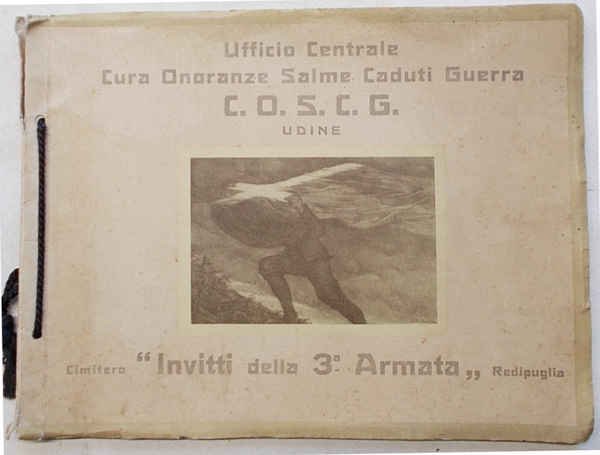 Ufficio Centrale
Cura Onoranze Salme Caduti Guerra
C. O. S. C. G.
UDINE
Cimitero “Invitti della 3ª Armata„ Redipuglia